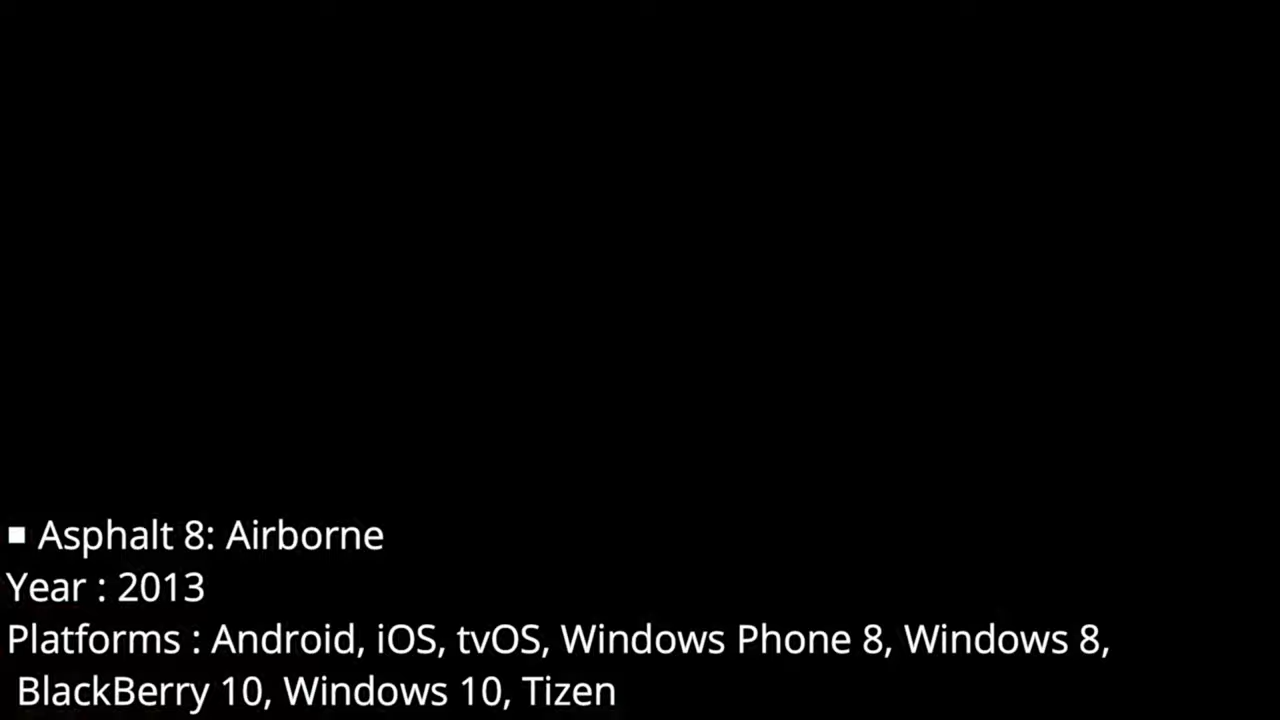 ▪ Asphalt 8: Airborne
Year : 2013
Platforms : Android, iOS, tvOS, Windows Phone 8, Windows 8,
BlackBerry 10, Windows 10, Tizen